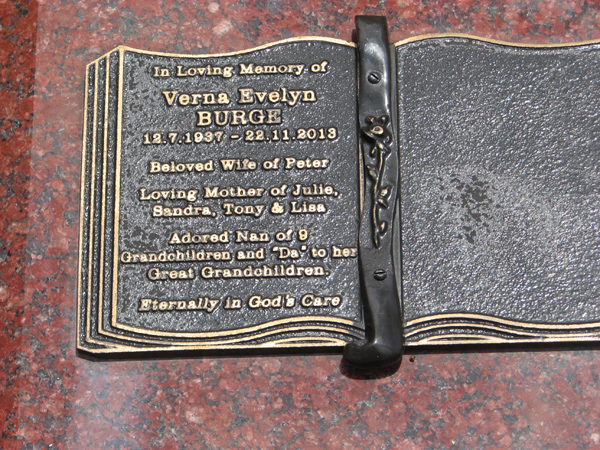 In Loving Memory of
Verna Evelyn
BURGE
12.7.1937 - 22.11.2013
Beloved Wife of Peter
Loving Mother of Julie,
Sandra, Tony & Lisa
Adored Nan of 9
Grandchildren and "Da" to her
Great Grandchildren.
Eternally in God's Care